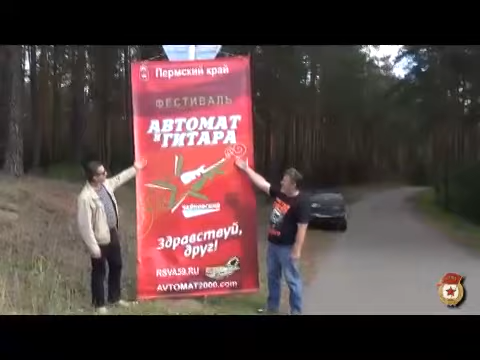 Пермский край
ФЕСТИВАЛЬ
АВТОМАТ
И ГИТАРА
Здравствуй,
друг!
RSVA59.RU
AVTOMAT2000.com